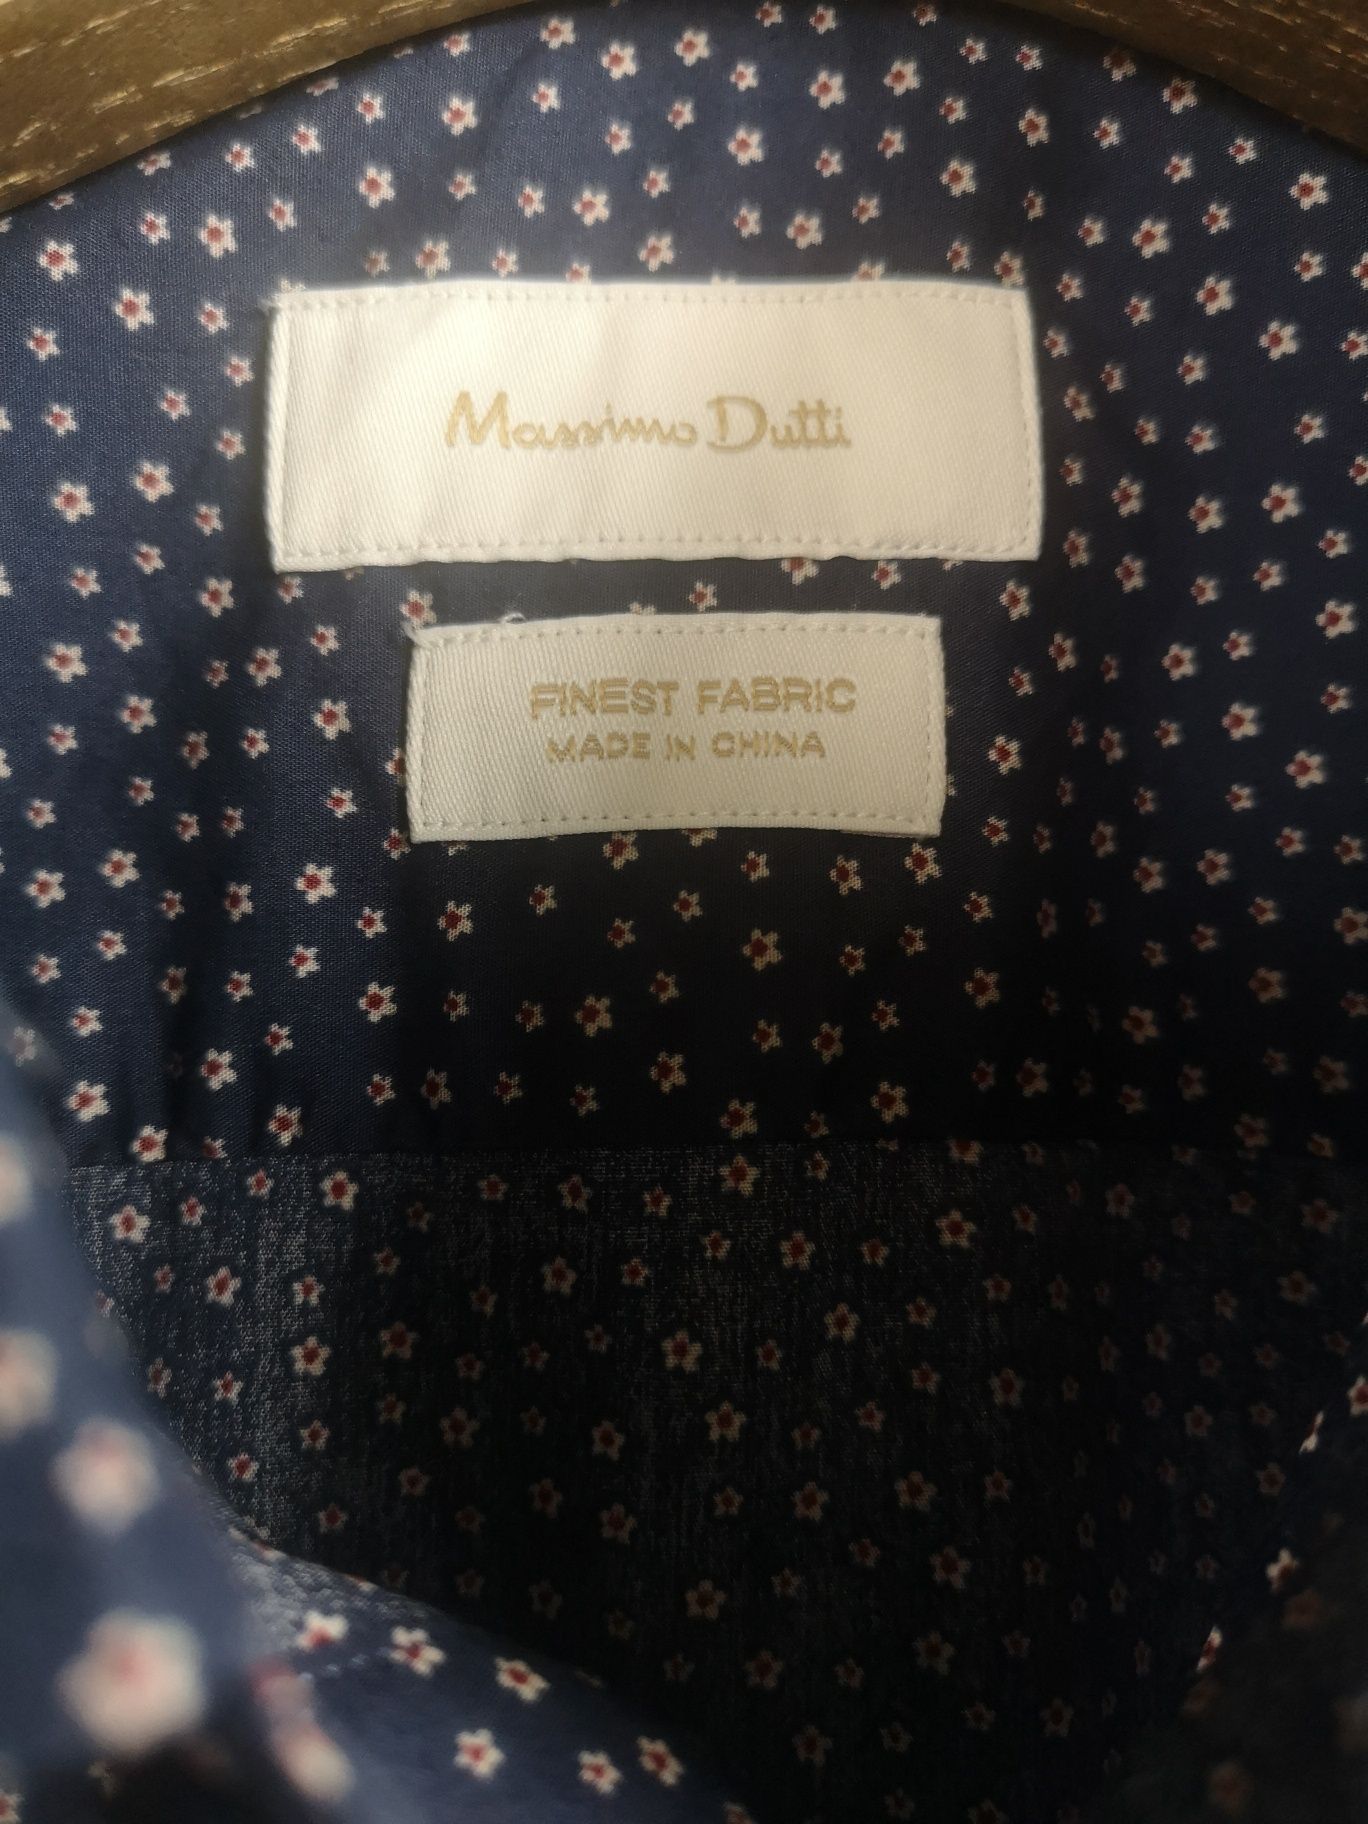 Massimo Dutti
FINEST FABRIC
MADE IN CHINA